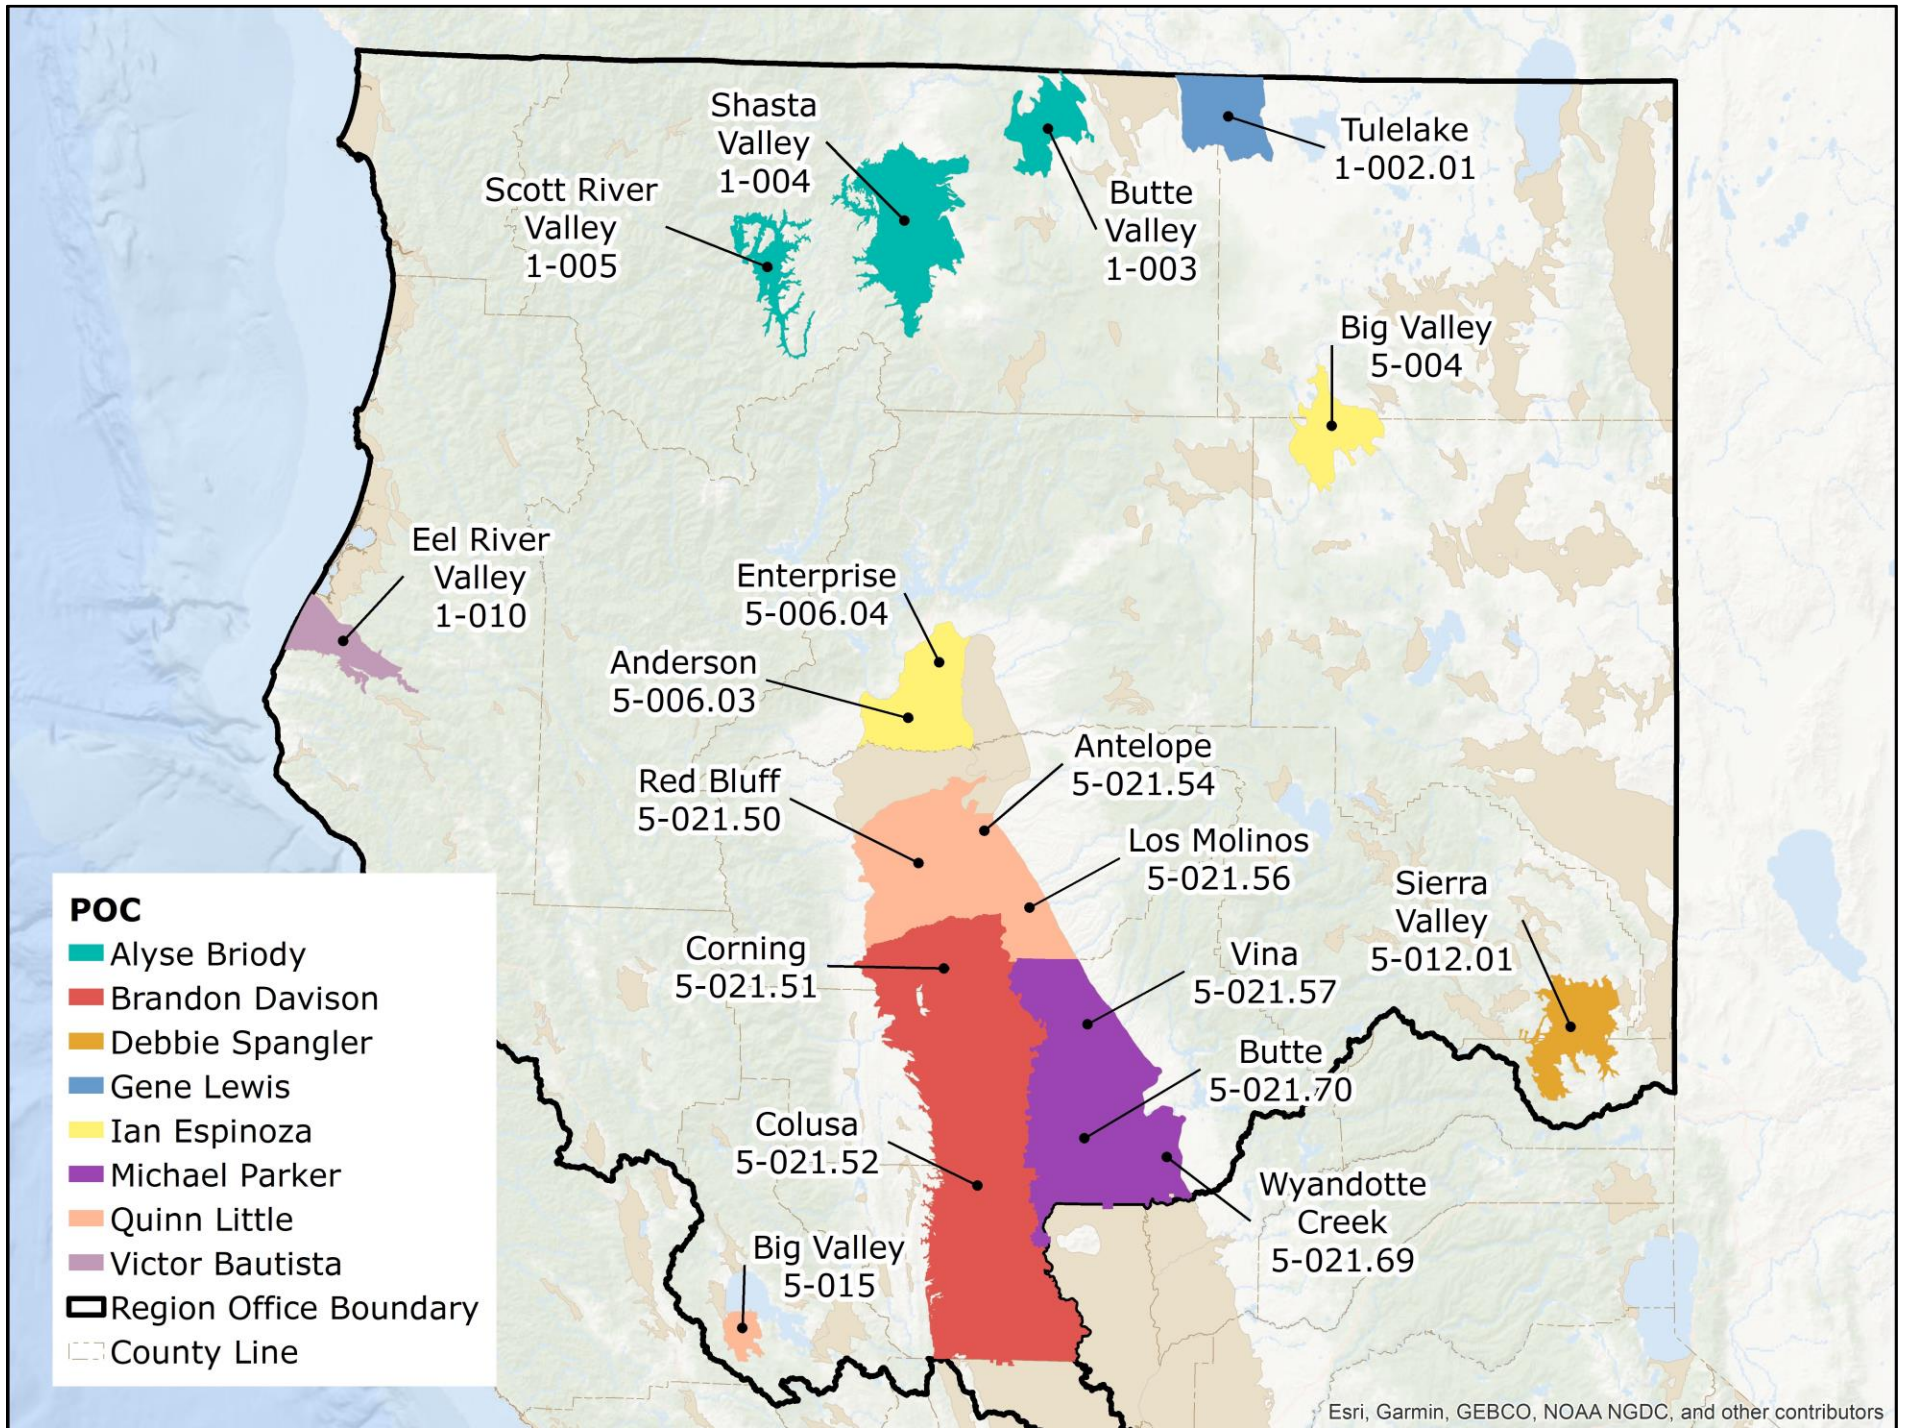 Shasta
Valley
1-004
Scott River
Valley
1-005
Butte
Valley
1-003
Tulelake
1-002.01
Big Valley
5-004
Eel River
Valley
1-010
Enterprise
5-006.04
Anderson
5-006.03
Antelope
5-021.54
Red Bluff
5-021.50
Los Molinos
5-021.56
Sierra
Valley
5-012.01
Corning
5-021.51
Vina
5-021.57
Butte
5-021.70
Colusa
5-021.52
Wyandotte
Creek
5-021.69
Big Valley
5-015
POC
Alyse Briody
Brandon Davison
Debbie Spangler
Gene Lewis
Ian Espinoza
Michael Parker
Quinn Little
Victor Bautista
Region Office Boundary
County Line
Esri, Garmin, GEBCO, NOAA NGDC, and other contributors